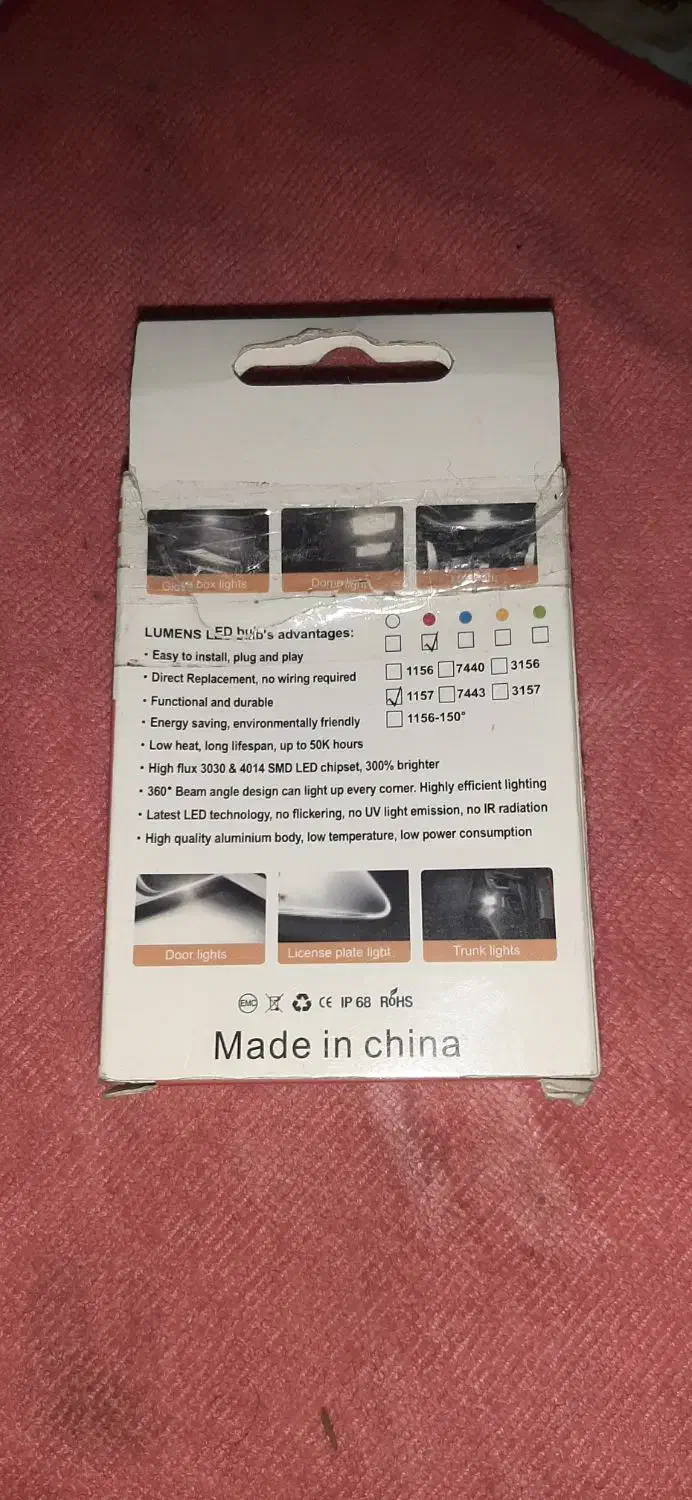 Glove box lights
Dome lights
LUMENS LED bulb's advantages:
· Easy to install, plug and play
· Direct Replacement, no wiring required
· Functional and durable
· Energy saving, environmentally friendly
· Low heat, long lifespan, up to 50K hours
· High flux 3030 & 4014 SMD LED chipset, 300% brighter
· 360° Beam angle design can light up every corner. Highly efficient lighting
· Latest LED technology, no flickering, no UV light emission, no IR radiation
· High quality aluminium body, low temperature, low power consumption
1156 7440 3156
1157 7443 3157
1156-150°
Door lights
License plate light
Trunk lights
EMC CE IP 68 RoHS
Made in china